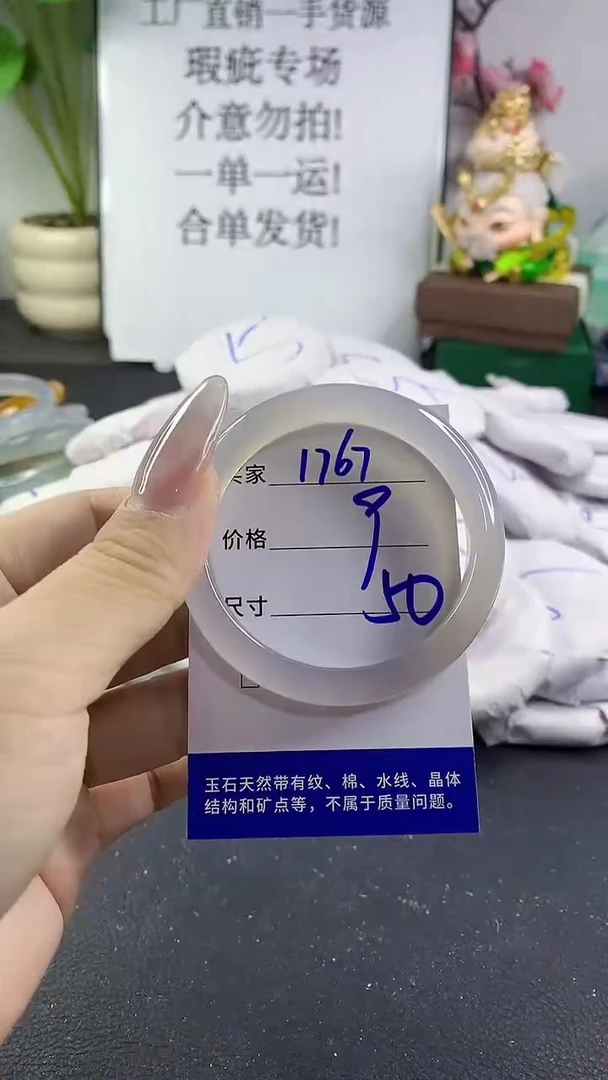 工厂直销一手货源
瑕疵专场
介意勿拍!
一单一运!
合单发货!
家 1767
价格
尺寸 50
玉石天然带有纹、棉、水线、晶体
结构和矿点等，不属于质量问题。